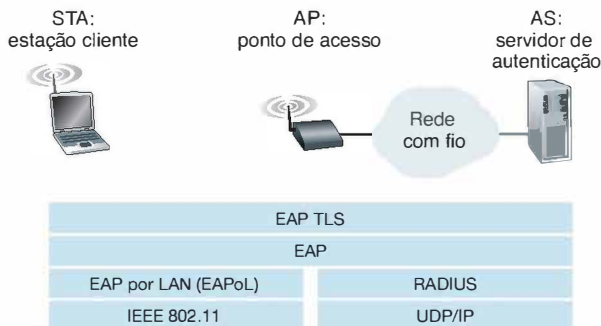 STA:
estação cliente
AP:
ponto de acesso
AS:
servidor de
autenticação
Rede
com fio
EAP TLS
EAP
EAP por LAN (EAPoL)
RADIUS
IEEE 802.11
UDP/IP